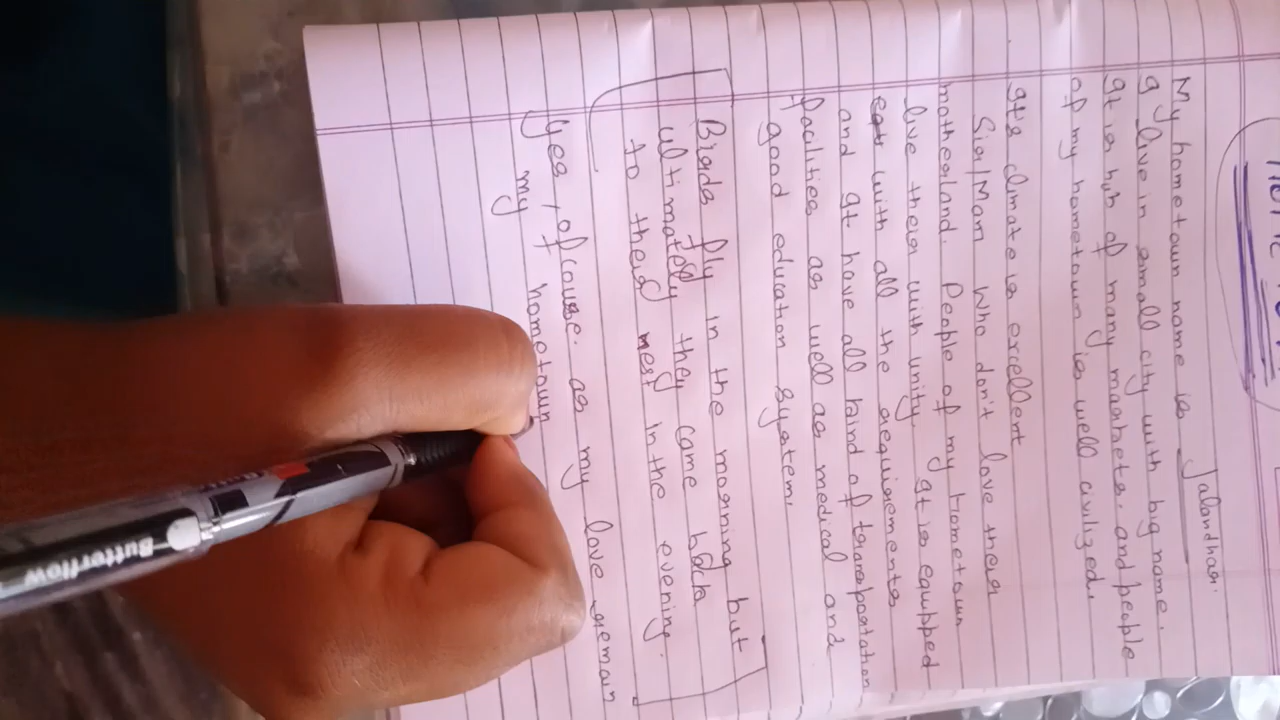 My hometown name is Jalandhar.
I live in small city with big name.
It is hub of many markets. and people
of my hometown is well civilized.
It's climate is excellent
Sir/Mam Who don't love their
motherland. People of my hometown
live their with unity. It is equipped
with all the requirements
and It have all kind of transportation
facilities as well as medical and
good education system.
Birds fly in the morning but
ultimately they come back
to their nest in the evening.
Yes, of course. as my love remain
my hometown
Butterflow